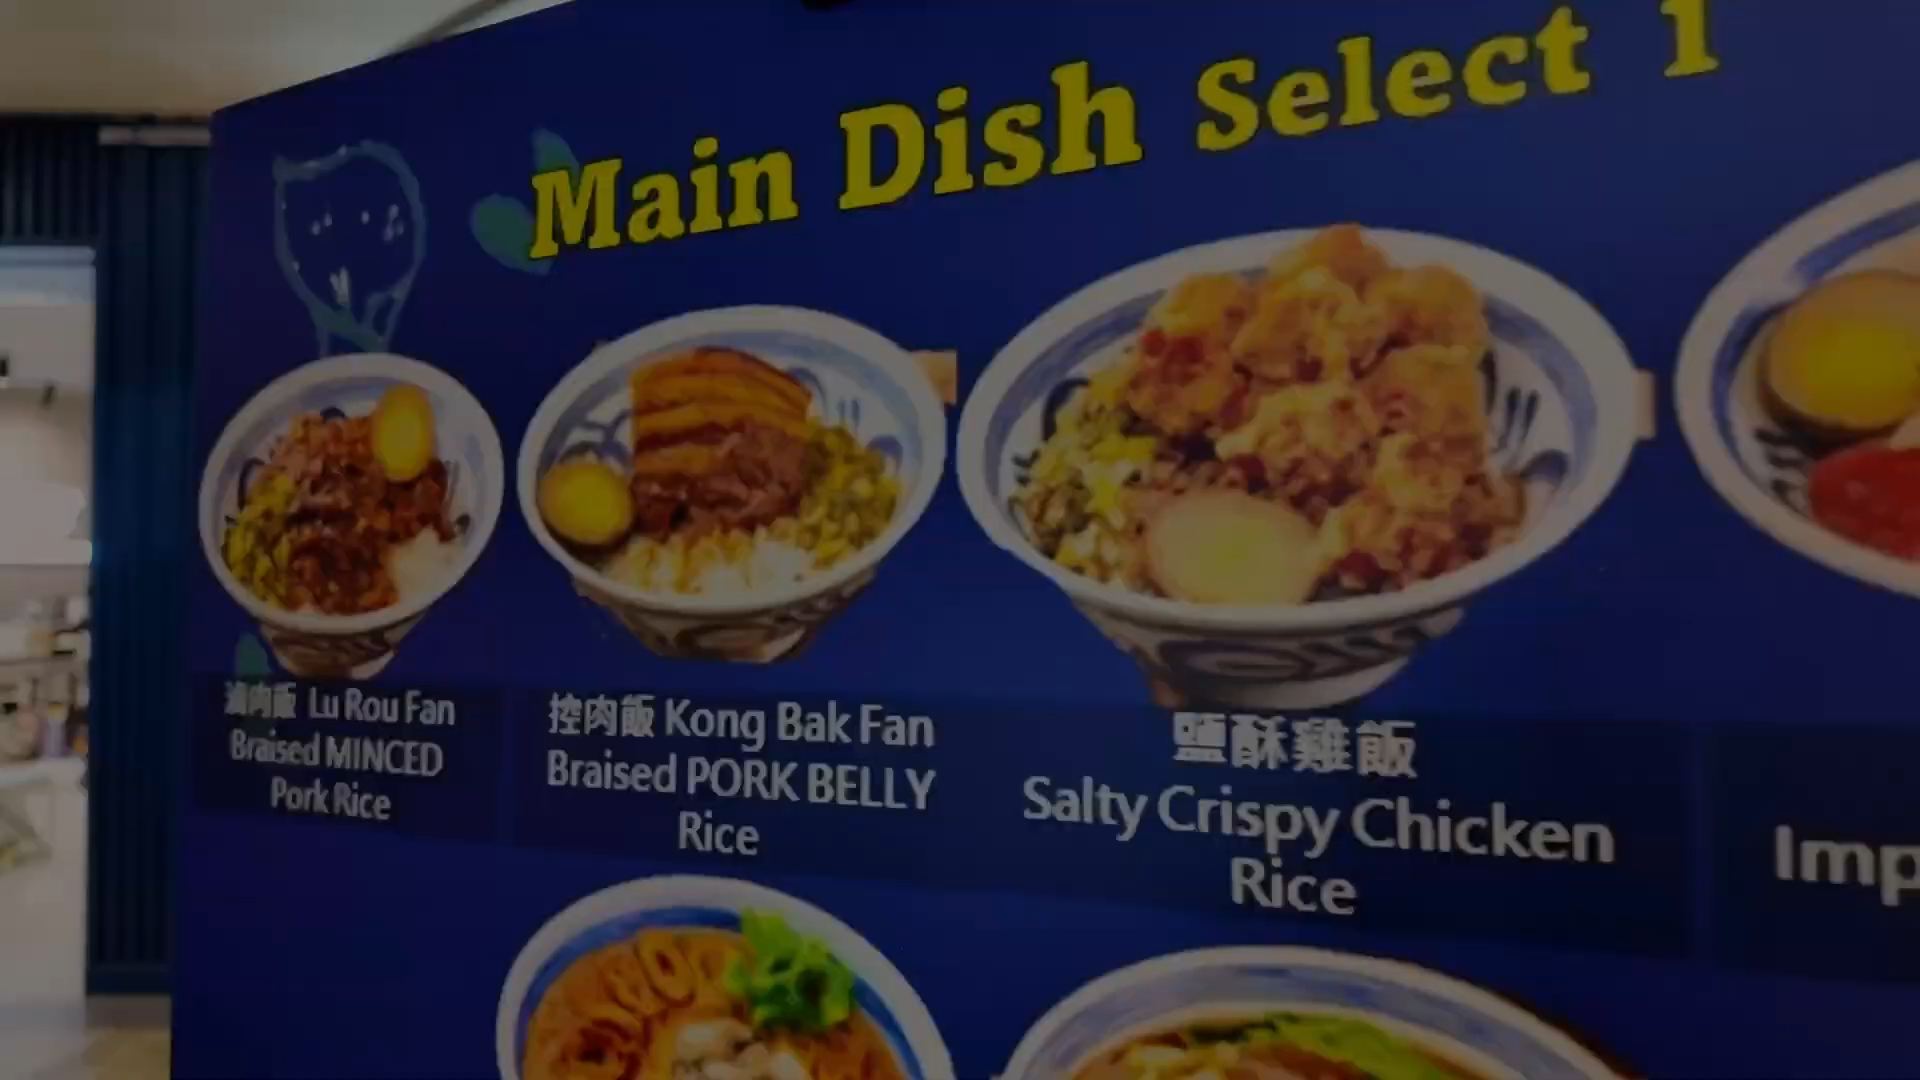 Main Dish Select 1
滷肉飯 Lu Rou Fan
Braised MINCED
Pork Rice
控肉飯 Kong Bak Fan
Braised PORK BELLY
Rice
鹽酥雞飯
Salty Crispy Chicken
Rice
Imp